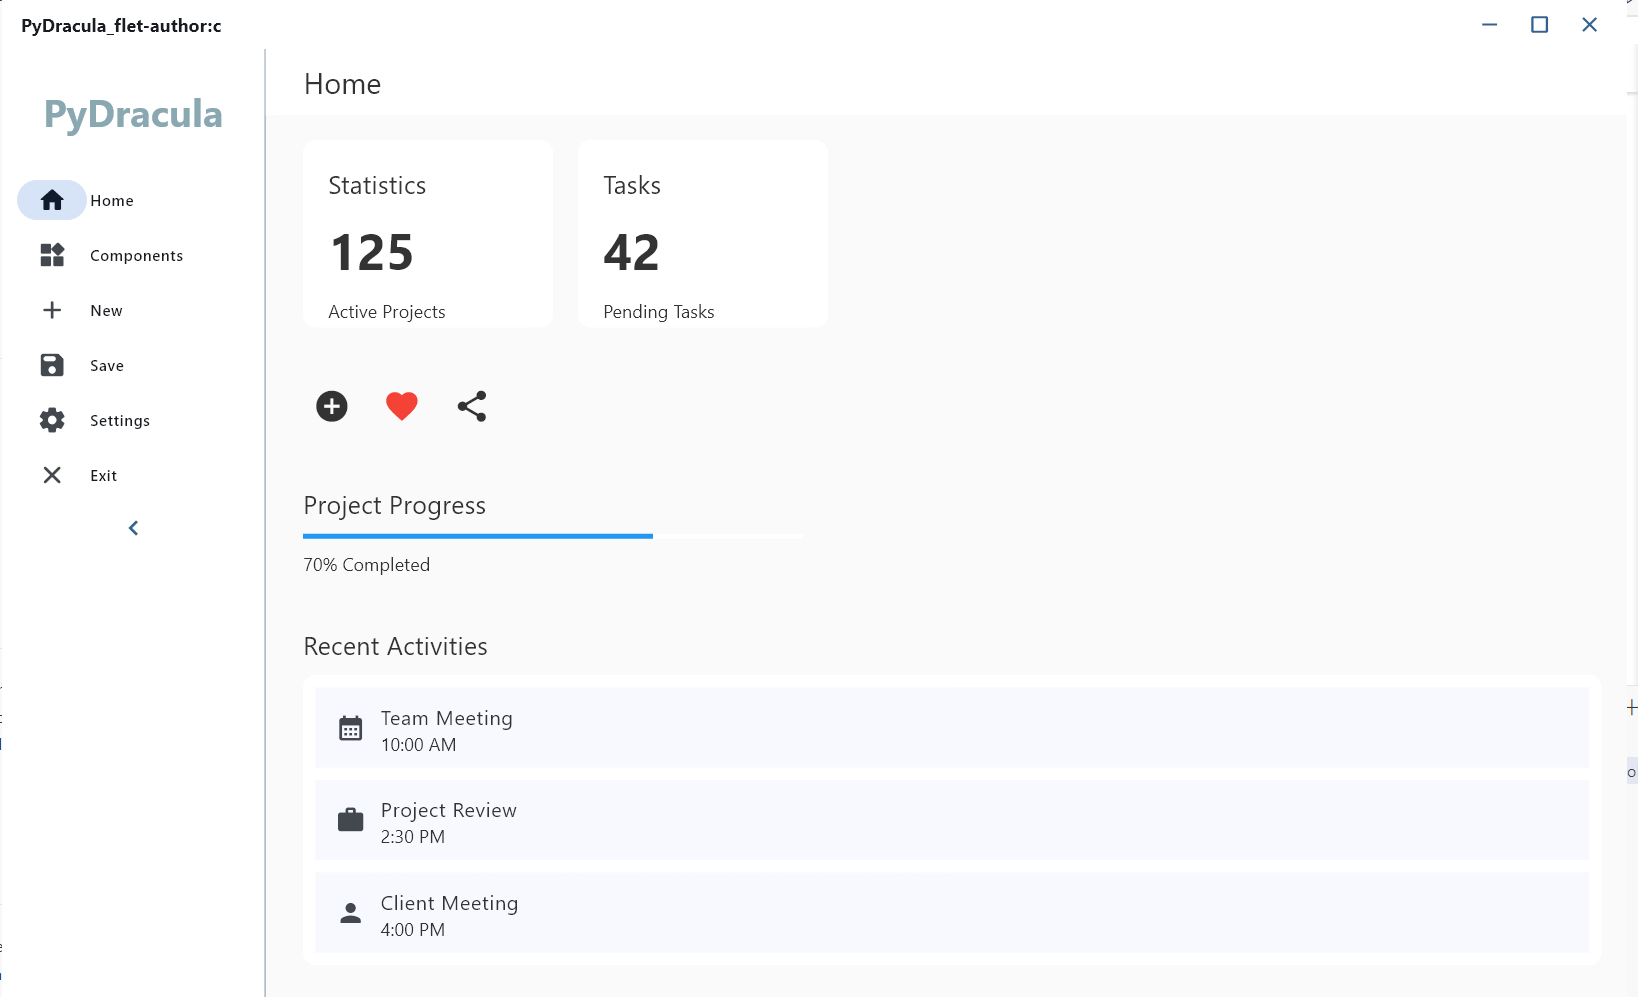 PyDracula_flet-author:c
PyDracula
Home
Components
New
Save
Settings
Exit
Home
Statistics
125
Active Projects
Tasks
42
Pending Tasks
Project Progress
70% Completed
Recent Activities
Team Meeting
10:00 AM
Project Review
2:30 PM
Client Meeting
4:00 PM